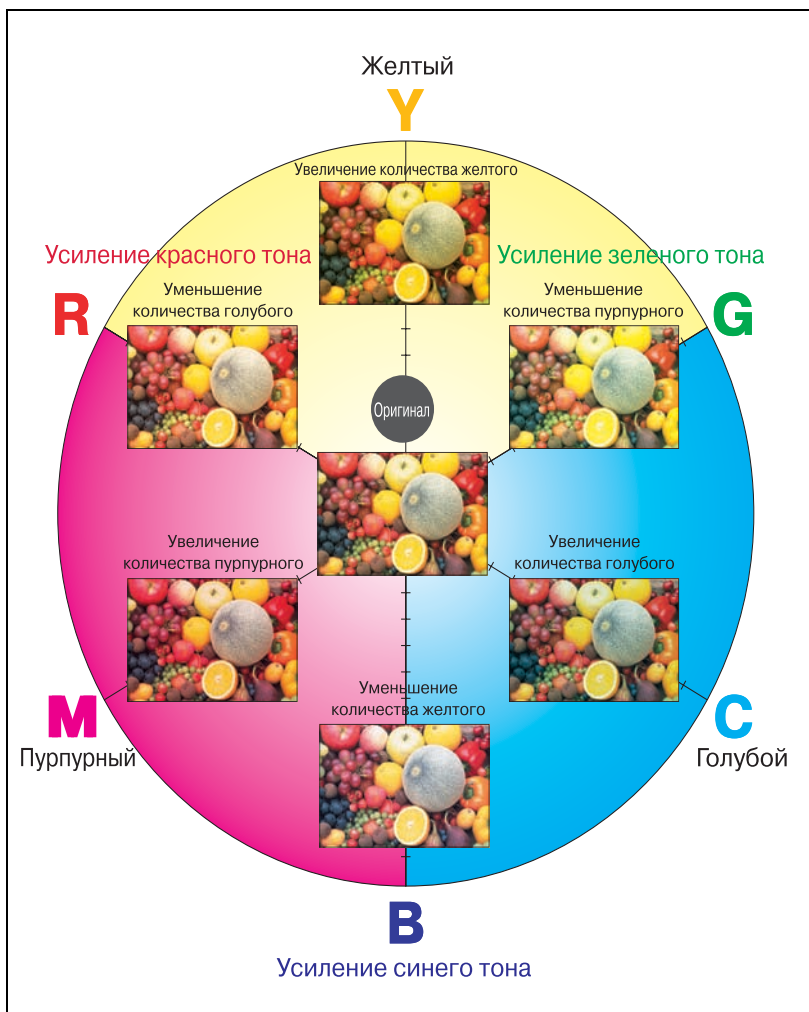 Желтый
Y
Увеличение количества желтого
Усиление красного тона
Усиление зеленого тона
R
Уменьшение
количества голубого
Уменьшение
количества пурпурного
G
Оригинал
Увеличение
количества пурпурного
Увеличение
количества голубого
M
Пурпурный
Уменьшение
количества желтого
C
Голубой
B
Усиление синего тона